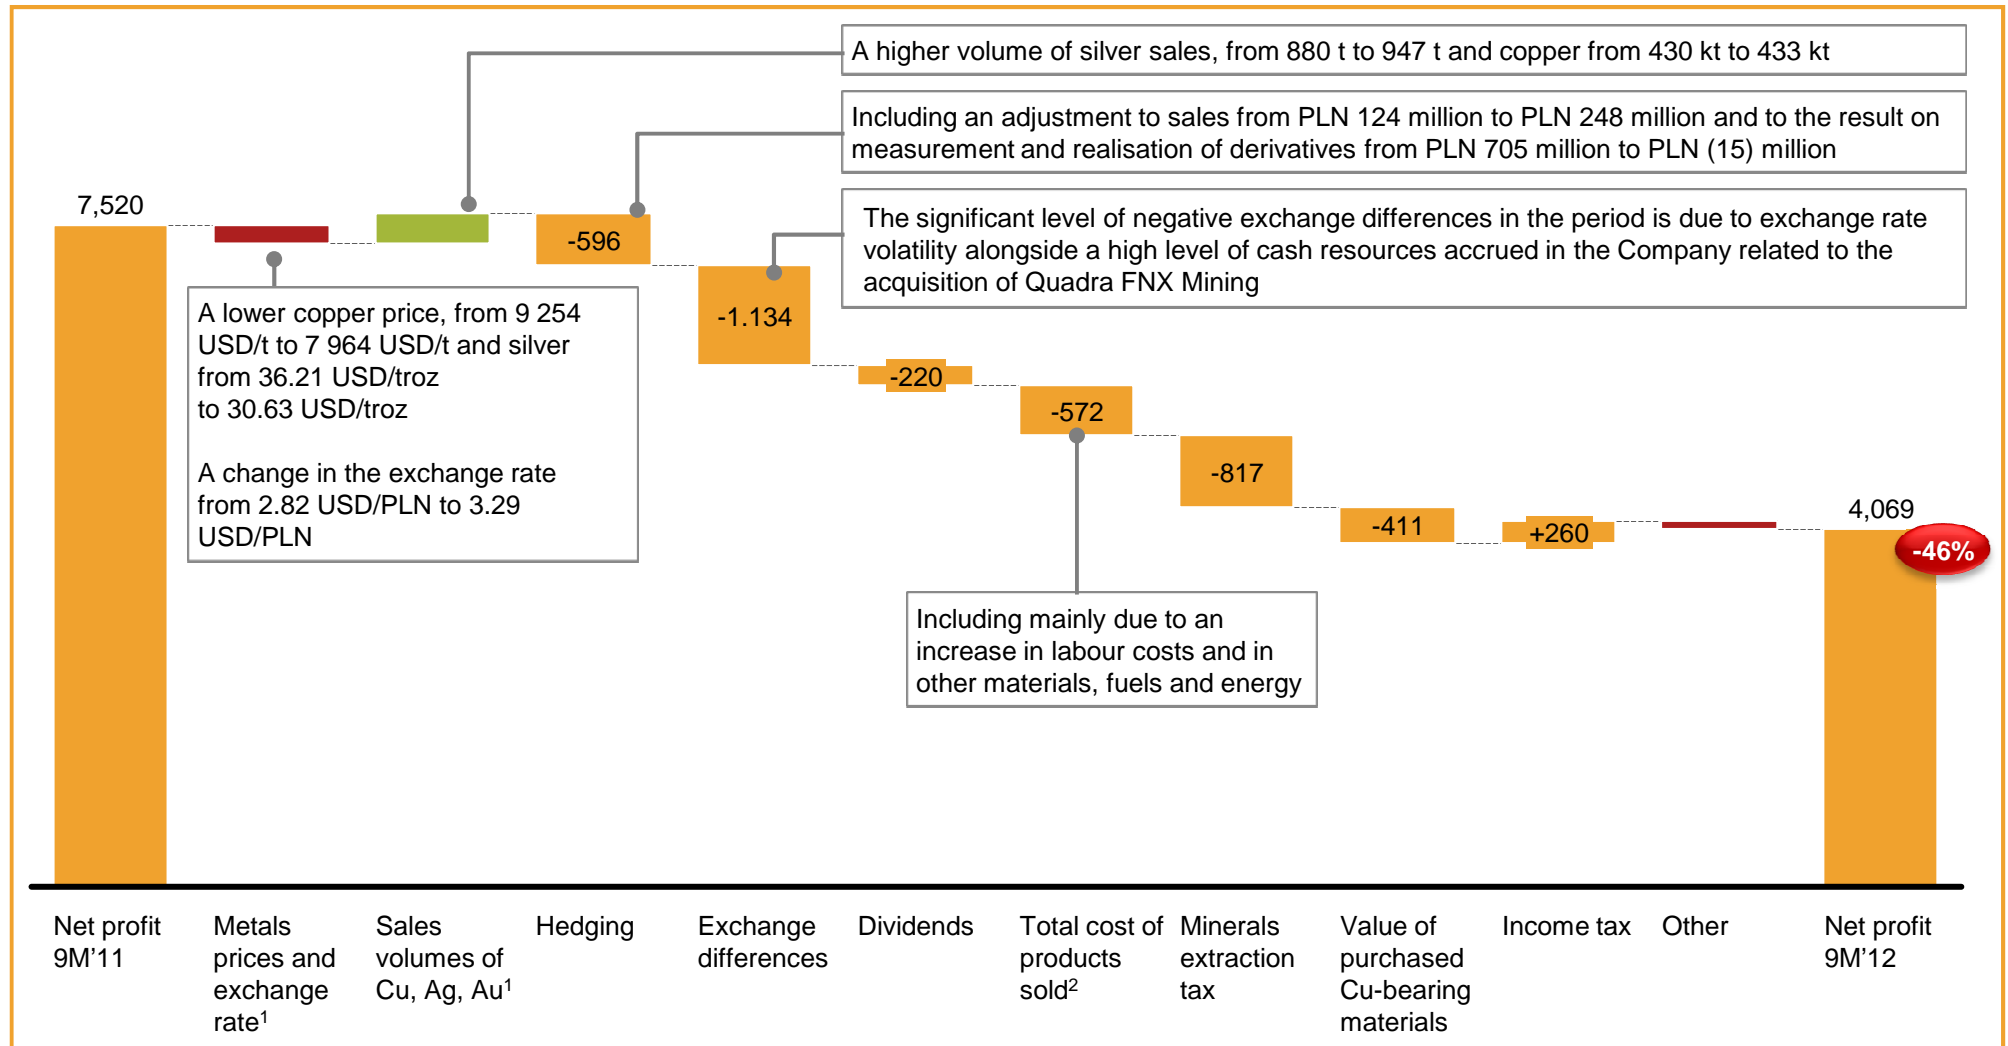 A higher volume of silver sales, from 880 t to 947 t and copper from 430 kt to 433 kt
Including an adjustment to sales from PLN 124 million to PLN 248 million and to the result on
measurement and realisation of derivatives from PLN 705 million to PLN (15) million
The significant level of negative exchange differences in the period is due to exchange rate
volatility alongside a high level of cash resources accrued in the Company related to the
acquisition of Quadra FNX Mining
7,520
-596
-1.134
-220
-572
-817
-411
+260
4,069
-46%
A lower copper price, from 9 254
USD/t to 7 964 USD/t and silver
from 36.21 USD/troz
to 30.63 USD/troz
A change in the exchange rate
from 2.82 USD/PLN to 3.29
USD/PLN
Including mainly due to an
increase in labour costs and in
other materials, fuels and energy
Net profit
9M'11
Metals
prices and
exchange
rate¹
Sales
volumes of
Cu, Ag, Au¹
Hedging
Exchange
differences
Dividends
Total cost of
products
sold²
Minerals
extraction
tax
Value of
purchased
Cu-bearing
materials
Income tax
Other
Net profit
9M'12